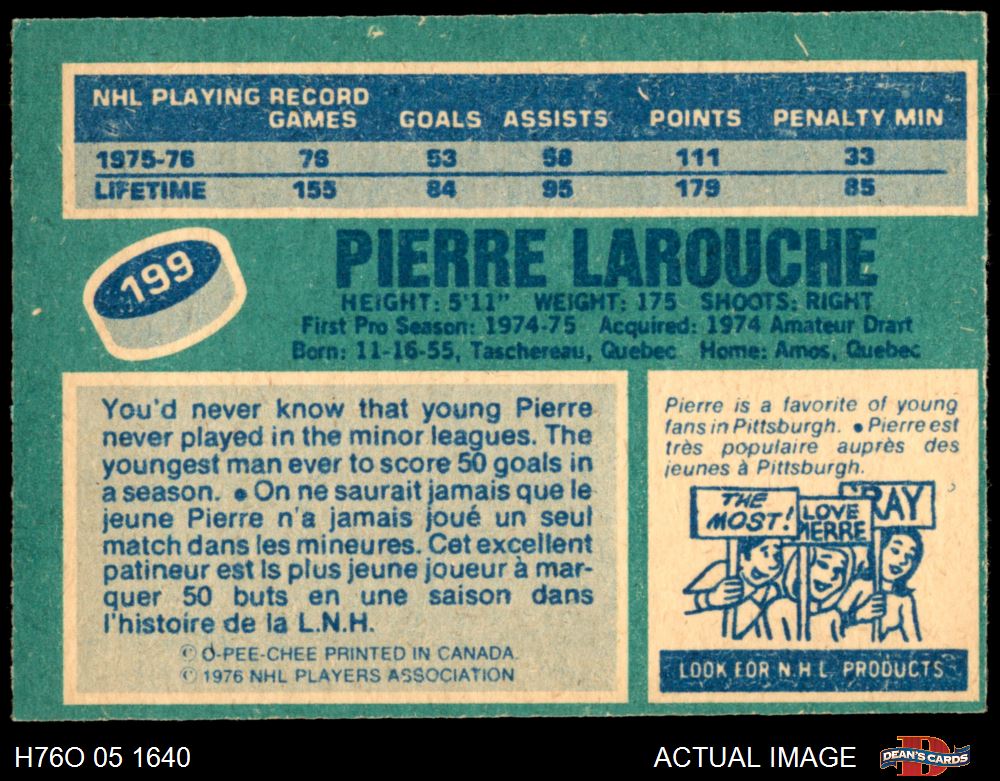 NHL PLAYING RECORD
GAMES GOALS ASSISTS POINTS PENALTY MIN
1975-76 76 53 58 111 33
LIFETIME 155 84 95 179 85
199
PIERRE LAROUCHE
HEIGHT: 5'11" WEIGHT: 175 SHOOTS: RIGHT
First Pro Season: 1974-75 Acquired: 1974 Amateur Draft
Born: 11-16-55, Taschereau, Quebec Home: Amos, Quebec
You'd never know that young Pierre
never played in the minor leagues. The
youngest man ever to score 50 goals in
a season. ● On ne saurait jamais que le
jeune Pierre n'a jamais joué un seul
match dans les mineures. Cet excellent
patineur est ls plus jeune joueur à mar-
quer 50 buts en une saison dans
l'histoire de la L.N.H.
© O-PEE-CHEE PRINTED IN CANADA.
© 1976 NHL PLAYERS ASSOCIATION
Pierre is a favorite of young
fans in Pittsburgh. ● Pierre est
très populaire auprès des
jeunes à Pittsburgh.
THE
MOST!
LOVE
PIERRE
RAY
LOOK FOR N.H.L. PRODUCTS
H76O 05 1640
ACTUAL IMAGE
DEAN'S CARDS